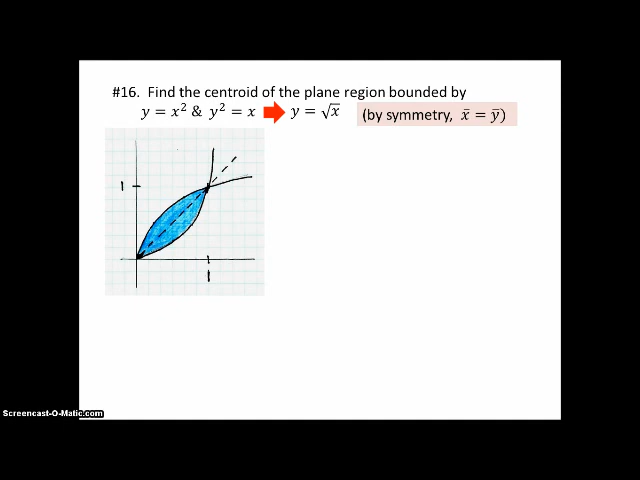 #16. Find the centroid of the plane region bounded by
y = x² & y² = x y = √x (by symmetry, x̄ = ȳ)
1
1
Screencast-O-Matic.com